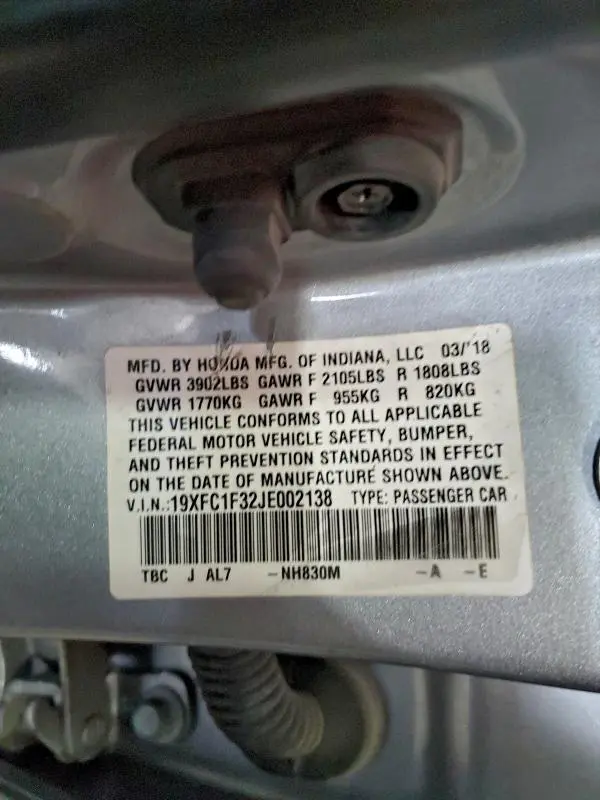 MFD. BY HONDA MFG. OF INDIANA, LLC 03/'18
GVWR 3902LBS GAWR F 2105LBS R 1808LBS
GVWR 1770KG GAWR F 955KG R 820KG
THIS VEHICLE CONFORMS TO ALL APPLICABLE
FEDERAL MOTOR VEHICLE SAFETY, BUMPER,
AND THEFT PREVENTION STANDARDS IN EFFECT
ON THE DATE OF MANUFACTURE SHOWN ABOVE.
V.I.N.:19XFC1F32JE002138 TYPE: PASSENGER CAR
TBC J AL7 -NH830M -A -E